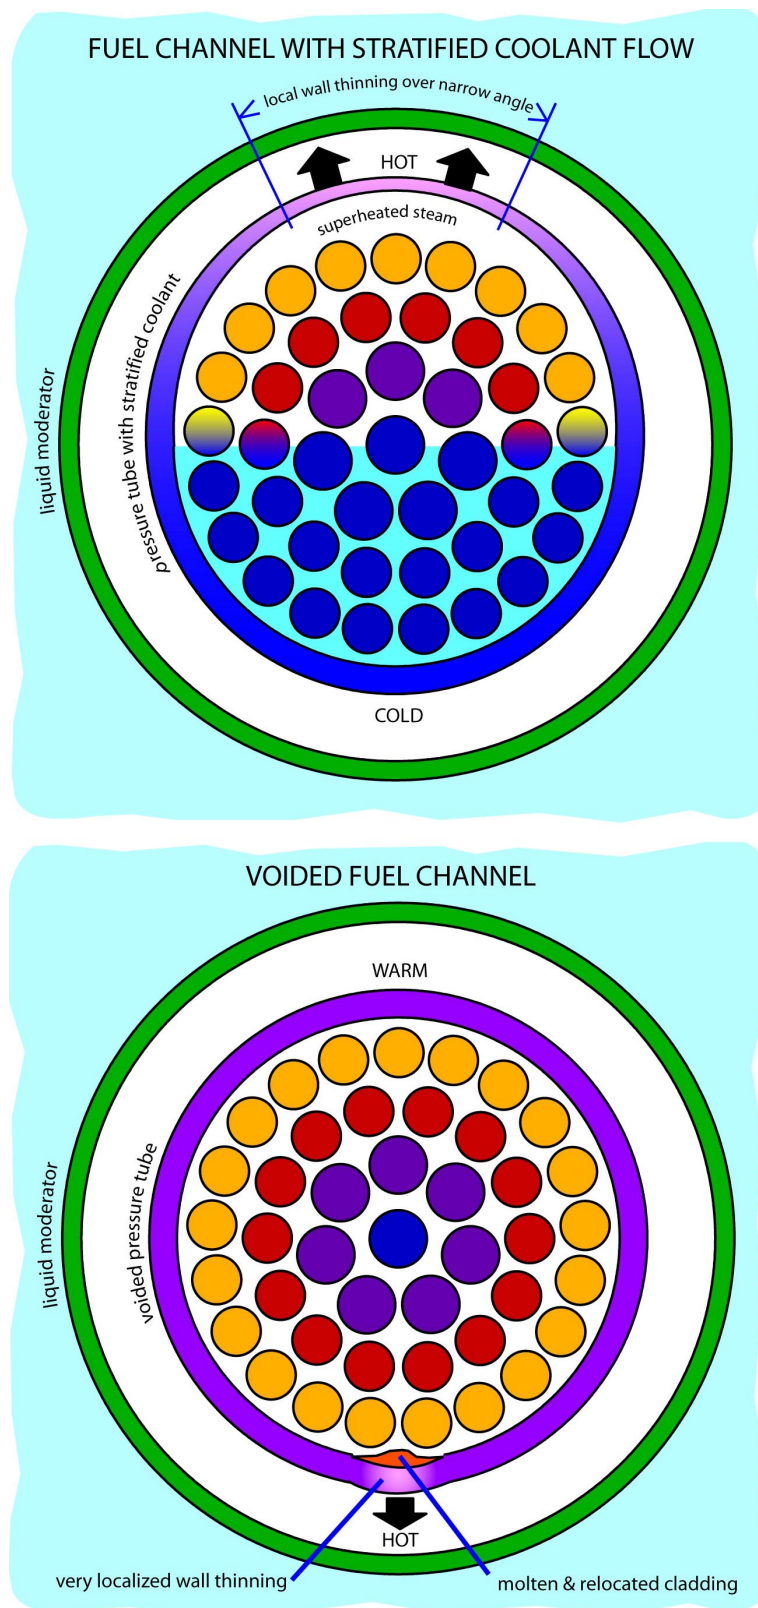 FUEL CHANNEL WITH STRATIFIED COOLANT FLOW
local wall thinning over narrow angle
HOT
superheated steam
pressure tube with stratified coolant
liquid moderator
COLD
VOIDED FUEL CHANNEL
WARM
voided pressure tube
liquid moderator
HOT
very localized wall thinning
molten & relocated cladding